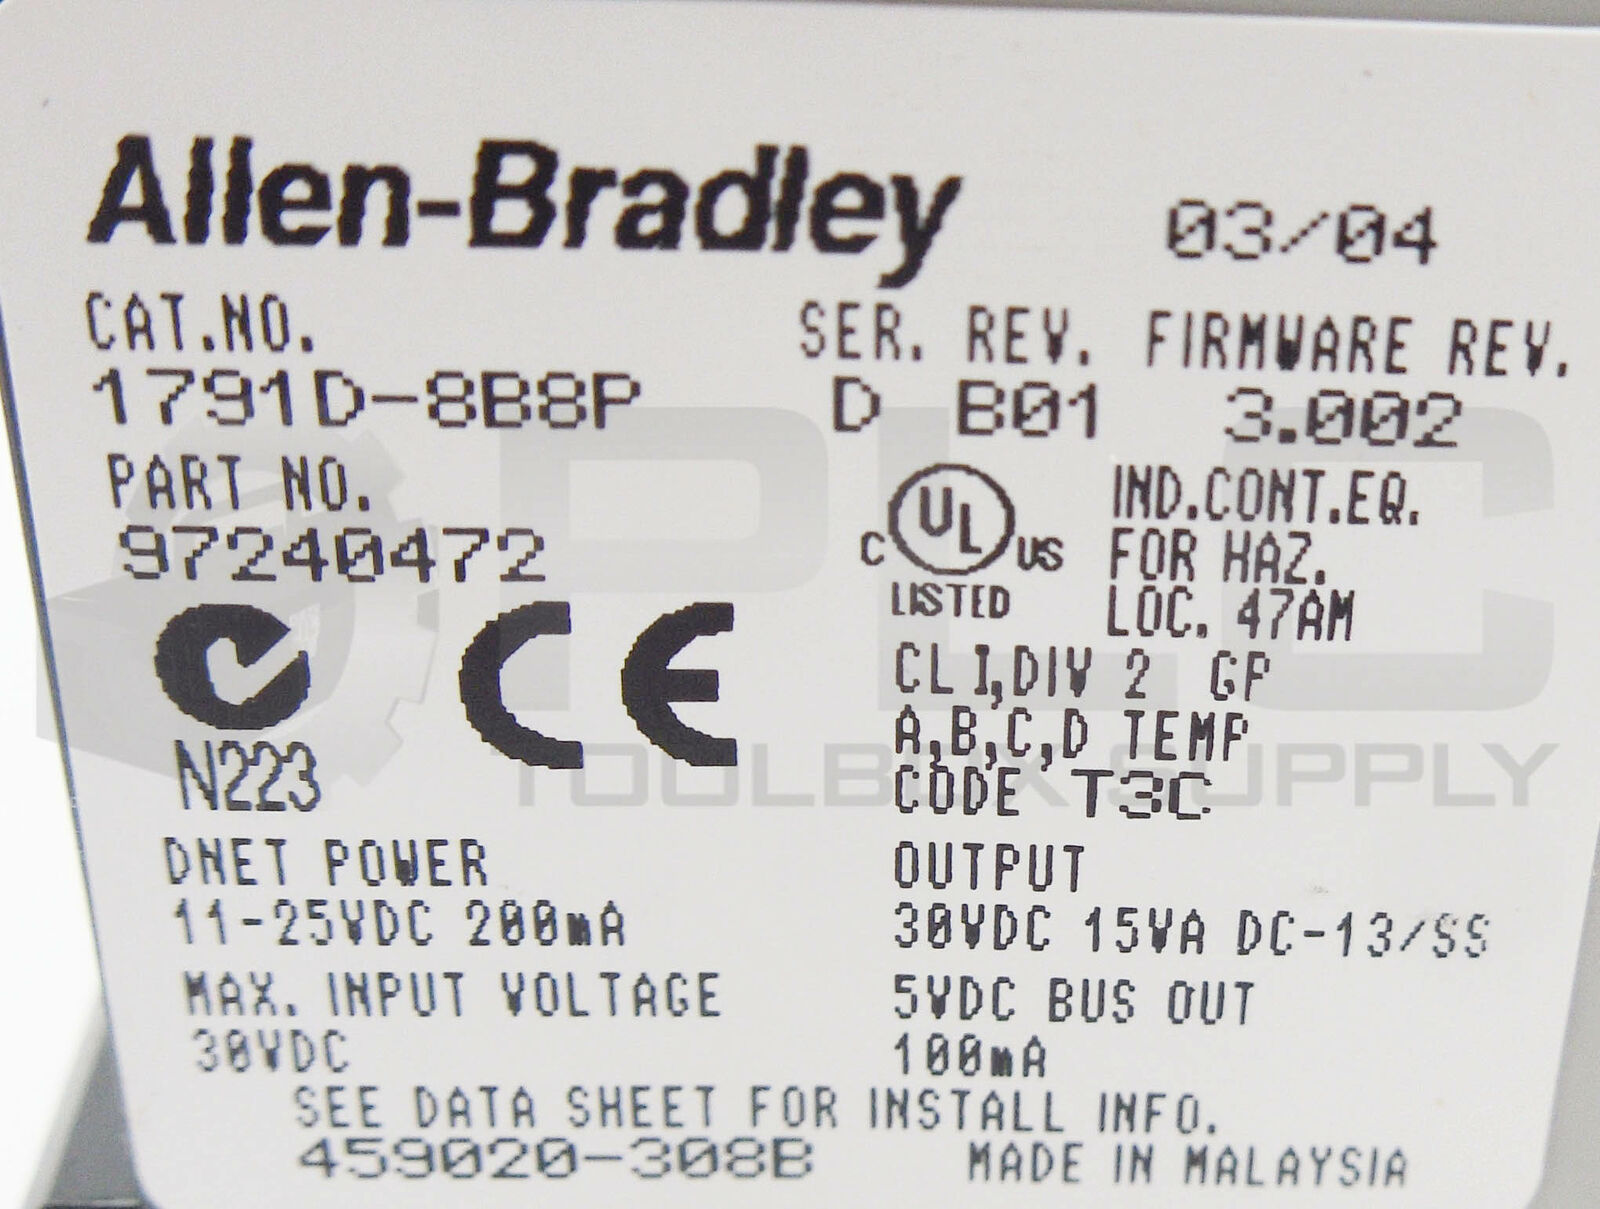 Allen-Bradley 03/04
CAT.NO. SER. REV. FIRMWARE REV.
1791D-8B8P D B01 3.002
PART NO.
97240472
C UL US
LISTED
IND.CONT.EQ.
FOR HAZ.
LOC. 47AM
CL I,DIV 2 GP
A,B,C,D TEMP
CODE T3C
CE
N223
DNET POWER
11-25VDC 200mA
MAX. INPUT VOLTAGE
30VDC
OUTPUT
30VDC 15VA DC-13/SS
5VDC BUS OUT
100mA
SEE DATA SHEET FOR INSTALL INFO.
459020-308B MADE IN MALAYSIA
PLC
TOOLBOX SUPPLY